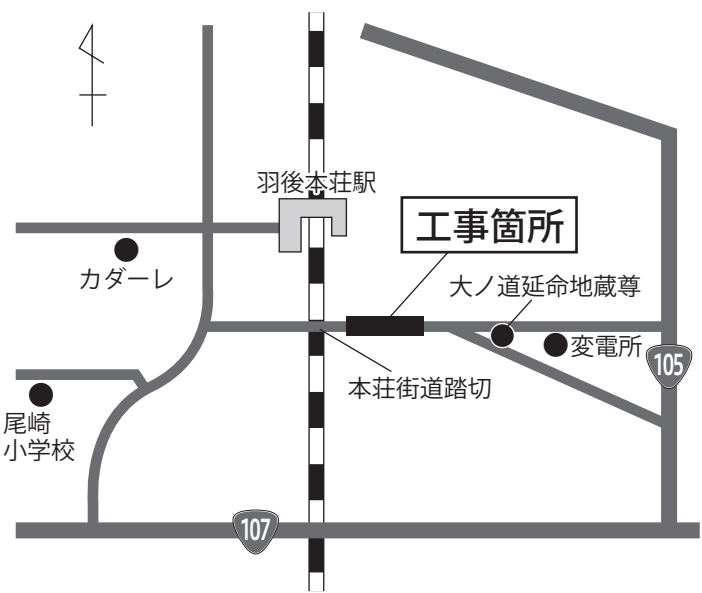 羽後本荘駅
工事箇所
カダーレ
大ノ道延命地蔵尊
変電所
105
本荘街道踏切
尾崎
小学校
107